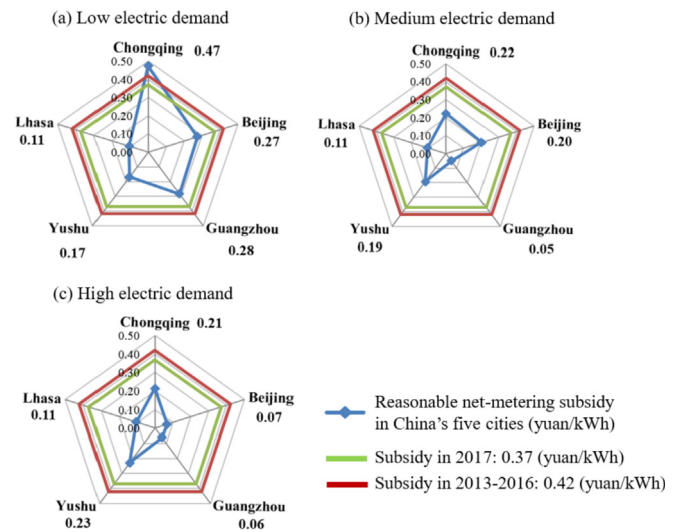 (a) Low electric demand
Chongqing 0.47
0.50
0.40
0.30
0.20
0.10
0.00
Lhasa
0.11
Beijing
0.27
Yushu
0.17
Guangzhou
0.28
(b) Medium electric demand
Chongqing 0.22
0.50
0.40
0.30
0.20
0.10
0.00
Lhasa
0.11
Beijing
0.20
Yushu
0.19
Guangzhou
0.05
(c) High electric demand
Chongqing 0.21
0.50
0.40
0.30
0.20
0.10
0.00
Lhasa
0.11
Beijing
0.07
Yushu
0.23
Guangzhou
0.06
Reasonable net-metering subsidy
in China's five cities (yuan/kWh)
Subsidy in 2017: 0.37 (yuan/kWh)
Subsidy in 2013-2016: 0.42 (yuan/kWh)